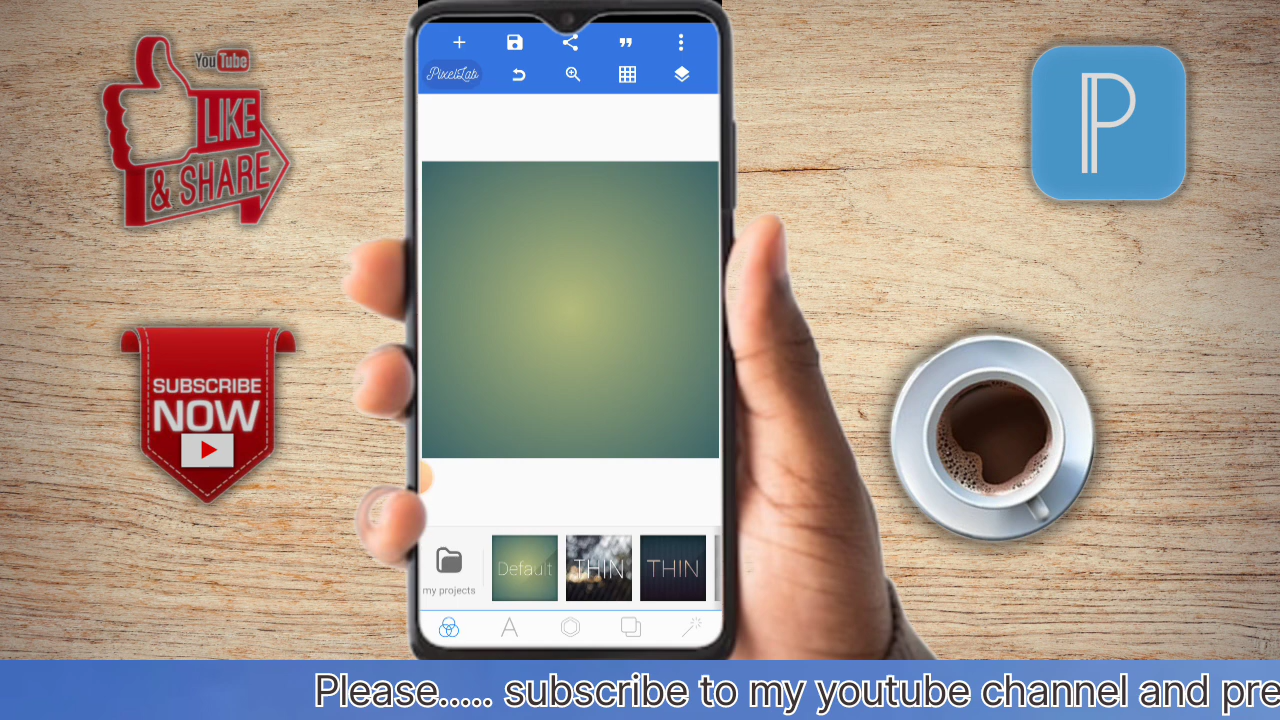 YouTube
LIKE
& SHARE
SUBSCRIBE
NOW
PixelLab
Default
THIN
THIN
my projects
P
Please..... subscribe to my youtube channel and pre